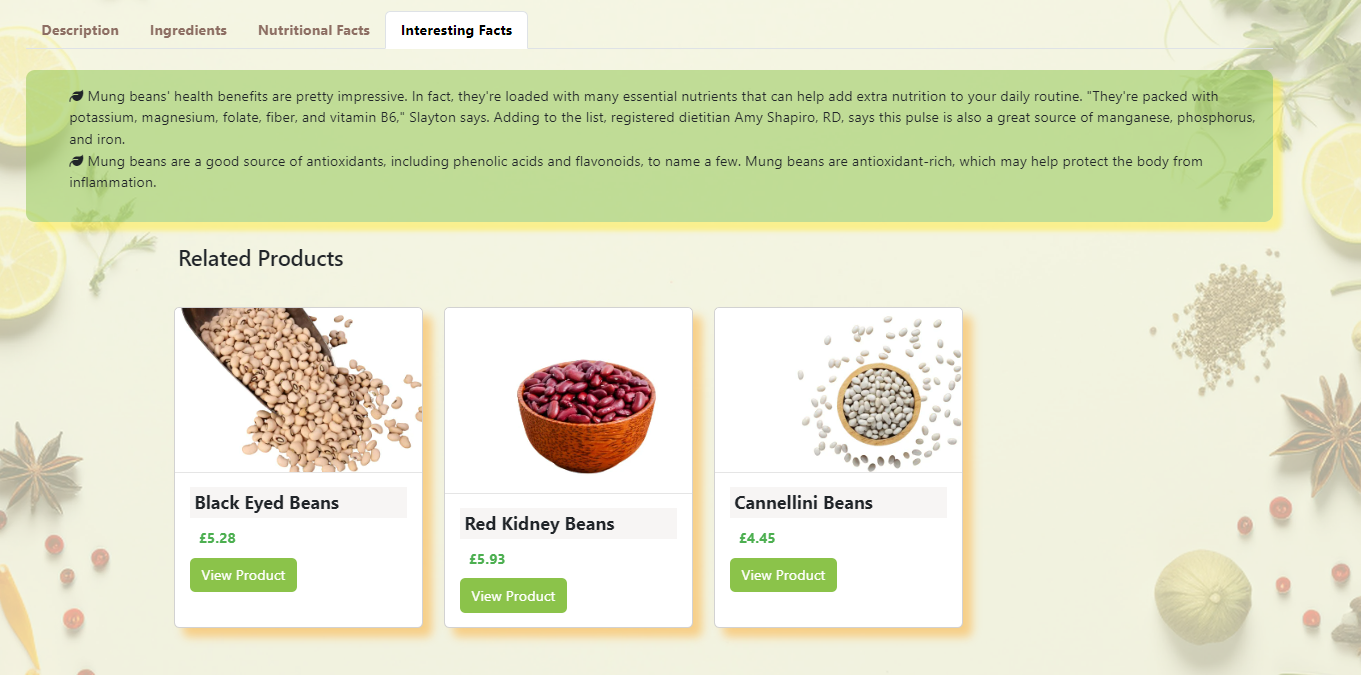 Description Ingredients Nutritional Facts Interesting Facts
Mung beans' health benefits are pretty impressive. In fact, they're loaded with many essential nutrients that can help add extra nutrition to your daily routine. "They're packed with
potassium, magnesium, folate, fiber, and vitamin B6," Slayton says. Adding to the list, registered dietitian Amy Shapiro, RD, says this pulse is also a great source of manganese, phosphorus,
and iron.
Mung beans are a good source of antioxidants, including phenolic acids and flavonoids, to name a few. Mung beans are antioxidant-rich, which may help protect the body from
inflammation.
Related Products
Black Eyed Beans
£5.28
View Product
Red Kidney Beans
£5.93
View Product
Cannellini Beans
£4.45
View Product